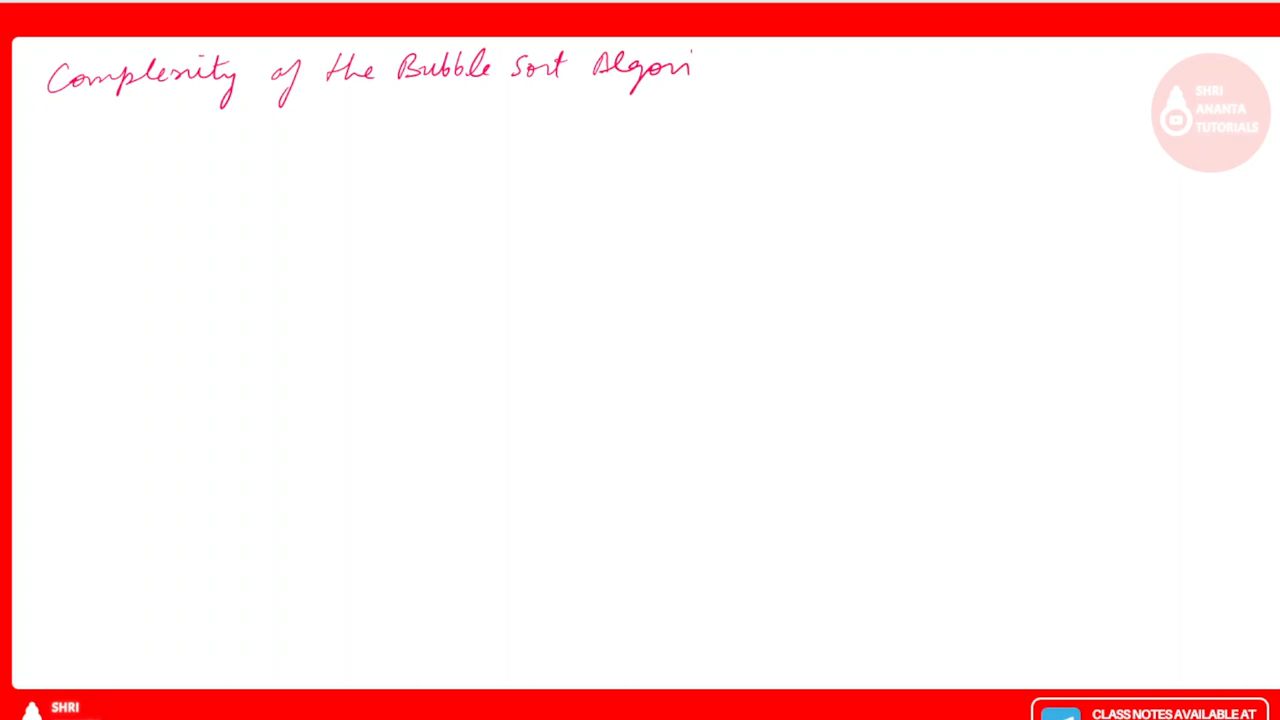 Complexity of the Bubble Sort Algori
SHRI
ANANTA
TUTORIALS
SHRI
CLASS NOTES AVAILABLE AT